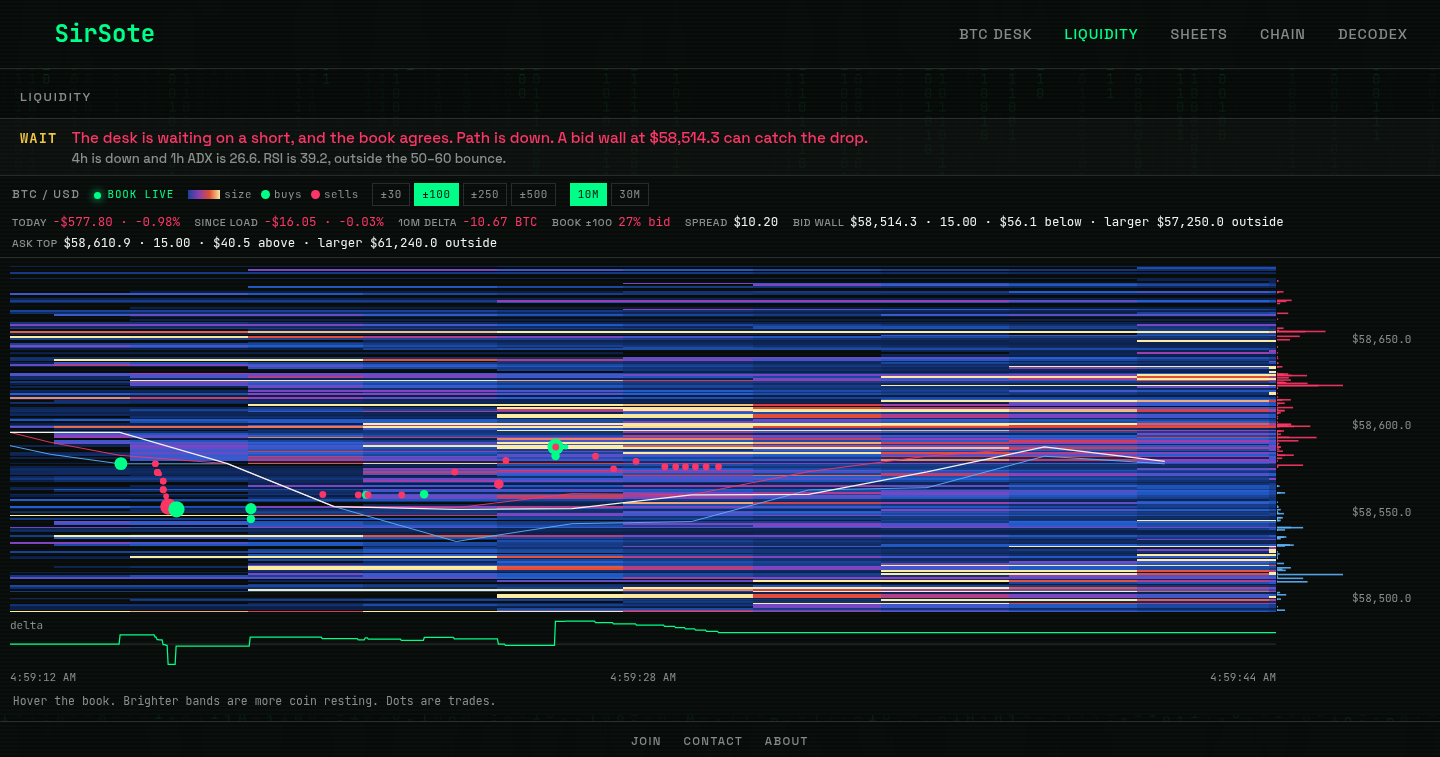 SirSote
BTC DESK LIQUIDITY SHEETS CHAIN DECODEX
LIQUIDITY
WAIT The desk is waiting on a short, and the book agrees. Path is down. A bid wall at $58,514.3 can catch the drop.
4h is down and 1h ADX is 26.6. RSI is 39.2, outside the 50–60 bounce.
BTC / USD BOOK LIVE size buys sells ±30 ±100 ±250 ±500 10M 30M
TODAY -$577.80 · -0.98% SINCE LOAD -$16.05 · -0.03% 10M DELTA -10.67 BTC BOOK ±100 27% bid SPREAD $10.20 BID WALL $58,514.3 · 15.00 · $56.1 below · larger $57,250.0 outside
ASK TOP $58,610.9 · 15.00 · $40.5 above · larger $61,240.0 outside
$58,650.0
$58,600.0
$58,550.0
$58,500.0
delta
4:59:12 AM 4:59:28 AM 4:59:44 AM
Hover the book. Brighter bands are more coin resting. Dots are trades.
JOIN CONTACT ABOUT